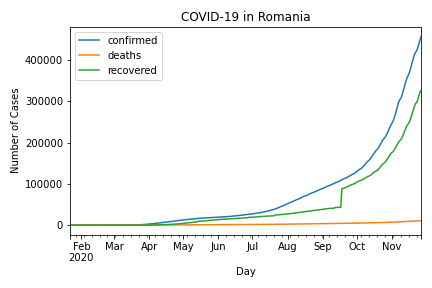 COVID-19 in Romania
confirmed
deaths
recovered
Number of Cases
400000
300000
200000
100000
0
Feb Mar Apr May Jun Jul Aug Sep Oct Nov
2020
Day